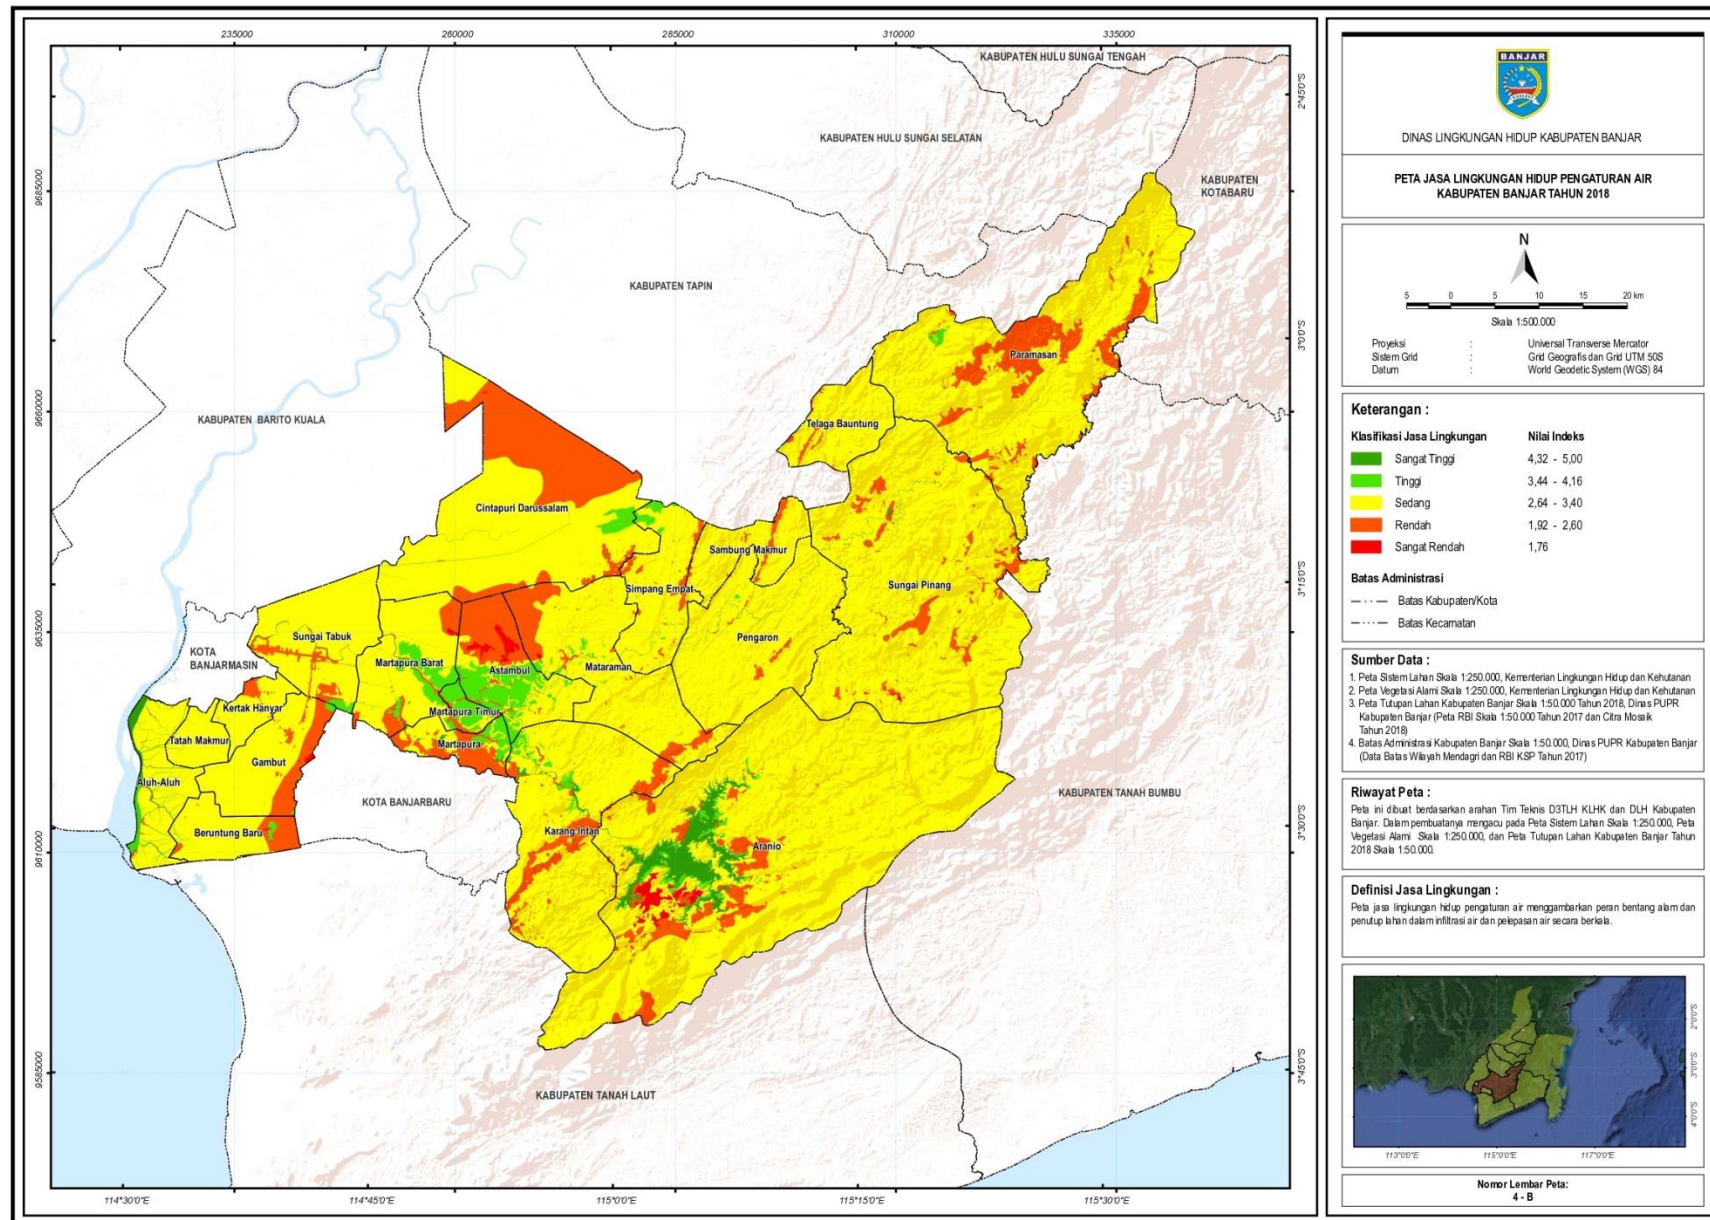 235000
260000
285000
310000
335000
KABUPATEN HULU SUNGAI TENGAH
2°45'0"S
KABUPATEN HULU SUNGAI SELATAN
KABUPATEN
KOTABARU
9685000
KABUPATEN TAPIN
3°0'0"S
Paramasan
9660000
KABUPATEN BARITO KUALA
Telaga Bauntung
Cintapuri Darussalam
Sambung Makmur
Simpang Empat
Sungai Pinang
3°15'0"S
9635000
Sungai Tabuk
Pengaron
KOTA
BANJARMASIN
Martapura Barat
Astambul
Mataraman
Kertak Hanyar
Martapura Timur
Tatah Makmur
Martapura
Gambut
Aluh-Aluh
KOTA BANJARBARU
KABUPATEN TANAH BUMBU
Beruntung Baru
Karang Intan
3°30'0"S
Aranio
9610000
9585000
3°45'0"S
KABUPATEN TANAH LAUT
114°30'0"E
114°45'0"E
115°0'0"E
115°15'0"E
115°30'0"E
BANJAR
DINAS LINGKUNGAN HIDUP KABUPATEN BANJAR
PETA JASA LINGKUNGAN HIDUP PENGATURAN AIR
KABUPATEN BANJAR TAHUN 2018
N
5 0 5 10 15 20 km
Skala 1:500.000
Proyeksi : Universal Transverse Mercator
Sistem Grid : Grid Geografis dan Grid UTM 50S
Datum : World Geodetic System (WGS) 84
Keterangan :
Klasifikasi Jasa Lingkungan Nilai Indeks
Sangat Tinggi 4,32 - 5,00
Tinggi 3,44 - 4,16
Sedang 2,64 - 3,40
Rendah 1,92 - 2,60
Sangat Rendah 1,76
Batas Administrasi
Batas Kabupaten/Kota
Batas Kecamatan
Sumber Data :
1. Peta Sistem Lahan Skala 1:250.000, Kementerian Lingkungan Hidup dan Kehutanan
2. Peta Vegetasi Alami Skala 1:250.000, Kementerian Lingkungan Hidup dan Kehutanan
3. Peta Tutupan Lahan Kabupaten Banjar Skala 1:50.000 Tahun 2018, Dinas PUPR
Kabupaten Banjar (Peta RBI Skala 1:50.000 Tahun 2017 dan Citra Mosaik
Tahun 2018)
4. Batas Administrasi Kabupaten Banjar Skala 1:50.000, Dinas PUPR Kabupaten Banjar
(Data Batas Wilayah Mendagri dan RBI KSP Tahun 2017)
Riwayat Peta :
Peta ini dibuat berdasarkan arahan Tim Teknis D3TLH KLHK dan DLH Kabupaten
Banjar. Dalam pembuatanya mengacu pada Peta Sistem Lahan Skala 1:250.000, Peta
Vegetasi Alami Skala 1:250.000, dan Peta Tutupan Lahan Kabupaten Banjar Tahun
2018 Skala 1:50.000.
Definisi Jasa Lingkungan :
Peta jasa lingkungan hidup pengaturan air menggambarkan peran bentang alam dan
penutup lahan dalam infiltrasi air dan pelepasan air secara berkala.
2°0'0"S
3°0'0"S
4°0'0"S
113°0'0"E
115°0'0"E
117°0'0"E
Nomor Lembar Peta:
4 - B